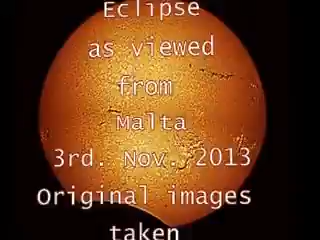 Eclipse
as viewed
from
Malta
3rd. Nov. 2013
Original images
taken